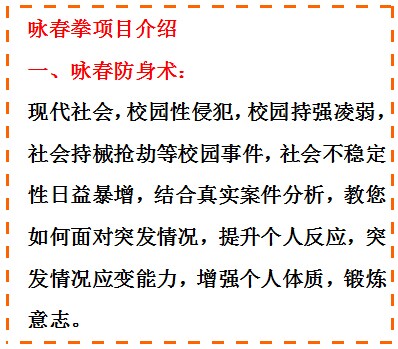 咏春拳项目介绍
一、咏春防身术：
现代社会，校园性侵犯，校园持强凌弱，
社会持械抢劫等校园事件，社会不稳定
性日益暴增，结合真实案件分析，教您
如何面对突发情况，提升个人反应，突
发情况应变能力，增强个人体质，锻炼
意志。